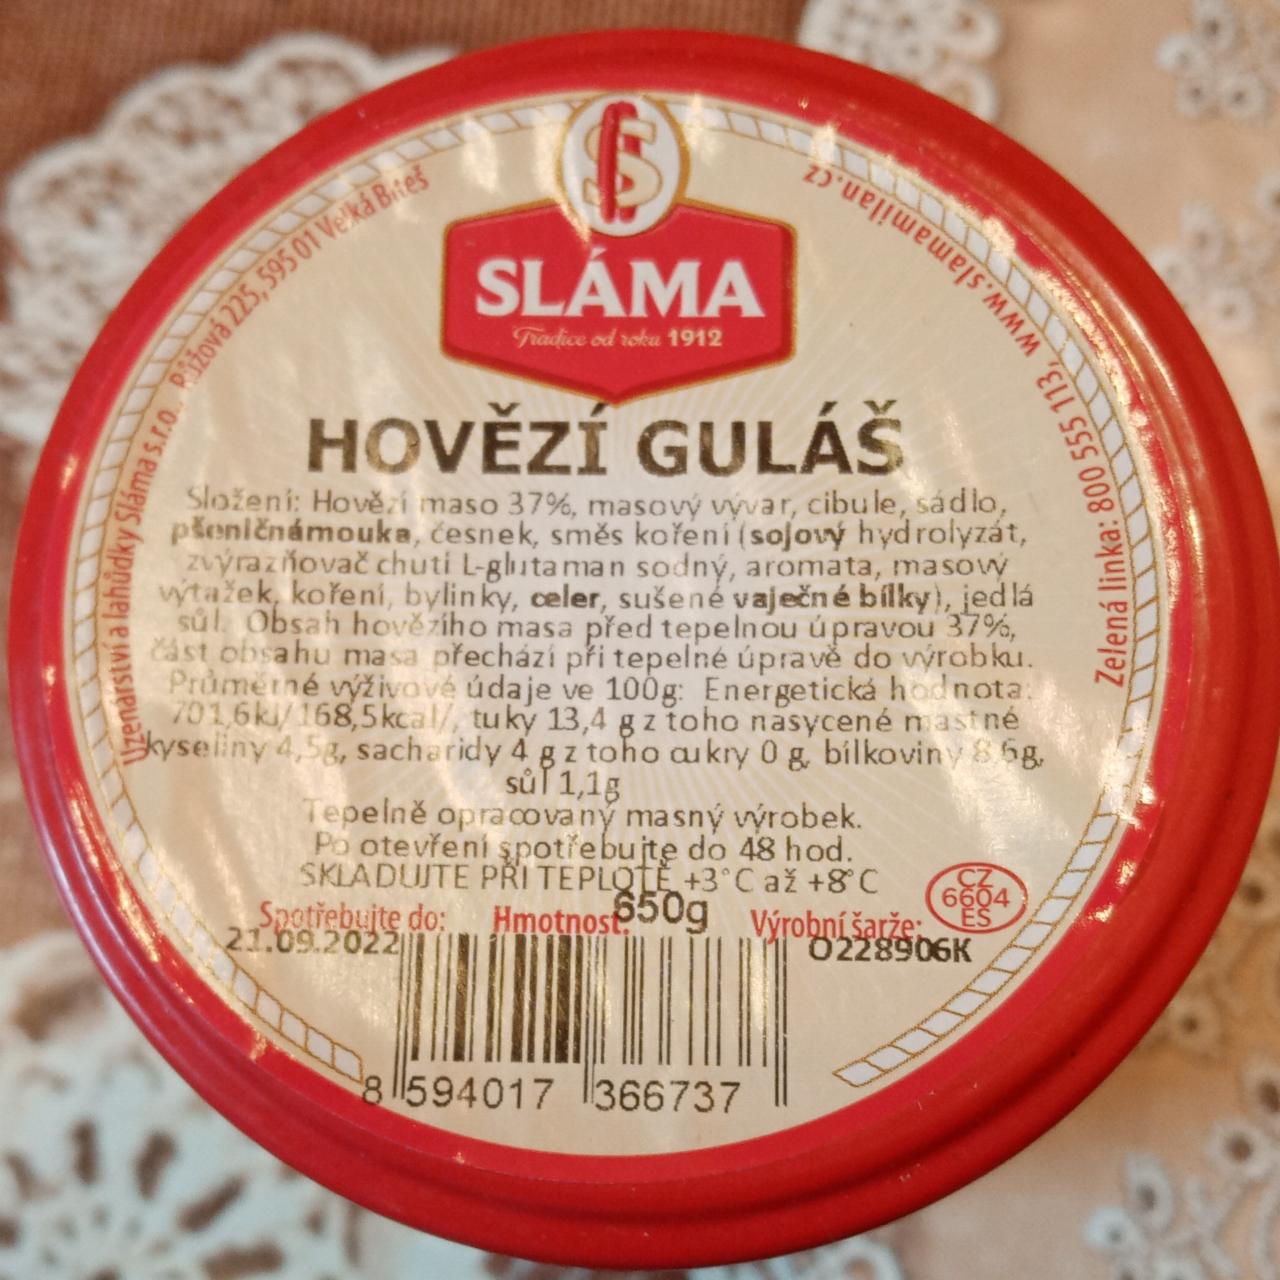 SLÁMA
Tradice od roku 1912
Uzenářství a lahůdky Sláma s.r.o. Růžová 225, 595 01 Velká Bíteš
Zelená linka: 800 555 113, www.slamamilan.cz
HOVĚZÍ GULÁŠ
Složení: Hovězí maso 37%, masový vývar, cibule, sádlo,
pšeničnámouka, česnek, směs koření (sojový hydrolyzát,
zvýrazňovač chuti L-glutaman sodný, aromata, masový
výtažek, koření, bylinky, celer, sušené vaječné bílky), jedlá
sůl. Obsah hovězího masa před tepelnou úpravou 37%,
část obsahu masa přechází při tepelné úpravě do výrobku.
Průměrné výživové údaje ve 100g: Energetická hodnota:
701,6kJ/168,5kcal/, tuky 13,4 g z toho nasycené mastné
kyseliny 4,5g, sacharidy 4 g z toho cukry 0 g, bílkoviny 8,6g,
sůl 1,1g
Tepelně opracovaný masný výrobek.
Po otevření spotřebujte do 48 hod.
SKLADUJTE PŘI TEPLOTĚ +3°C až +8°C
CZ
6604
ES
Spotřebujte do: Hmotnost: 650g Výrobní šarže:
21.09.2022 O228906K
8 594017 366737